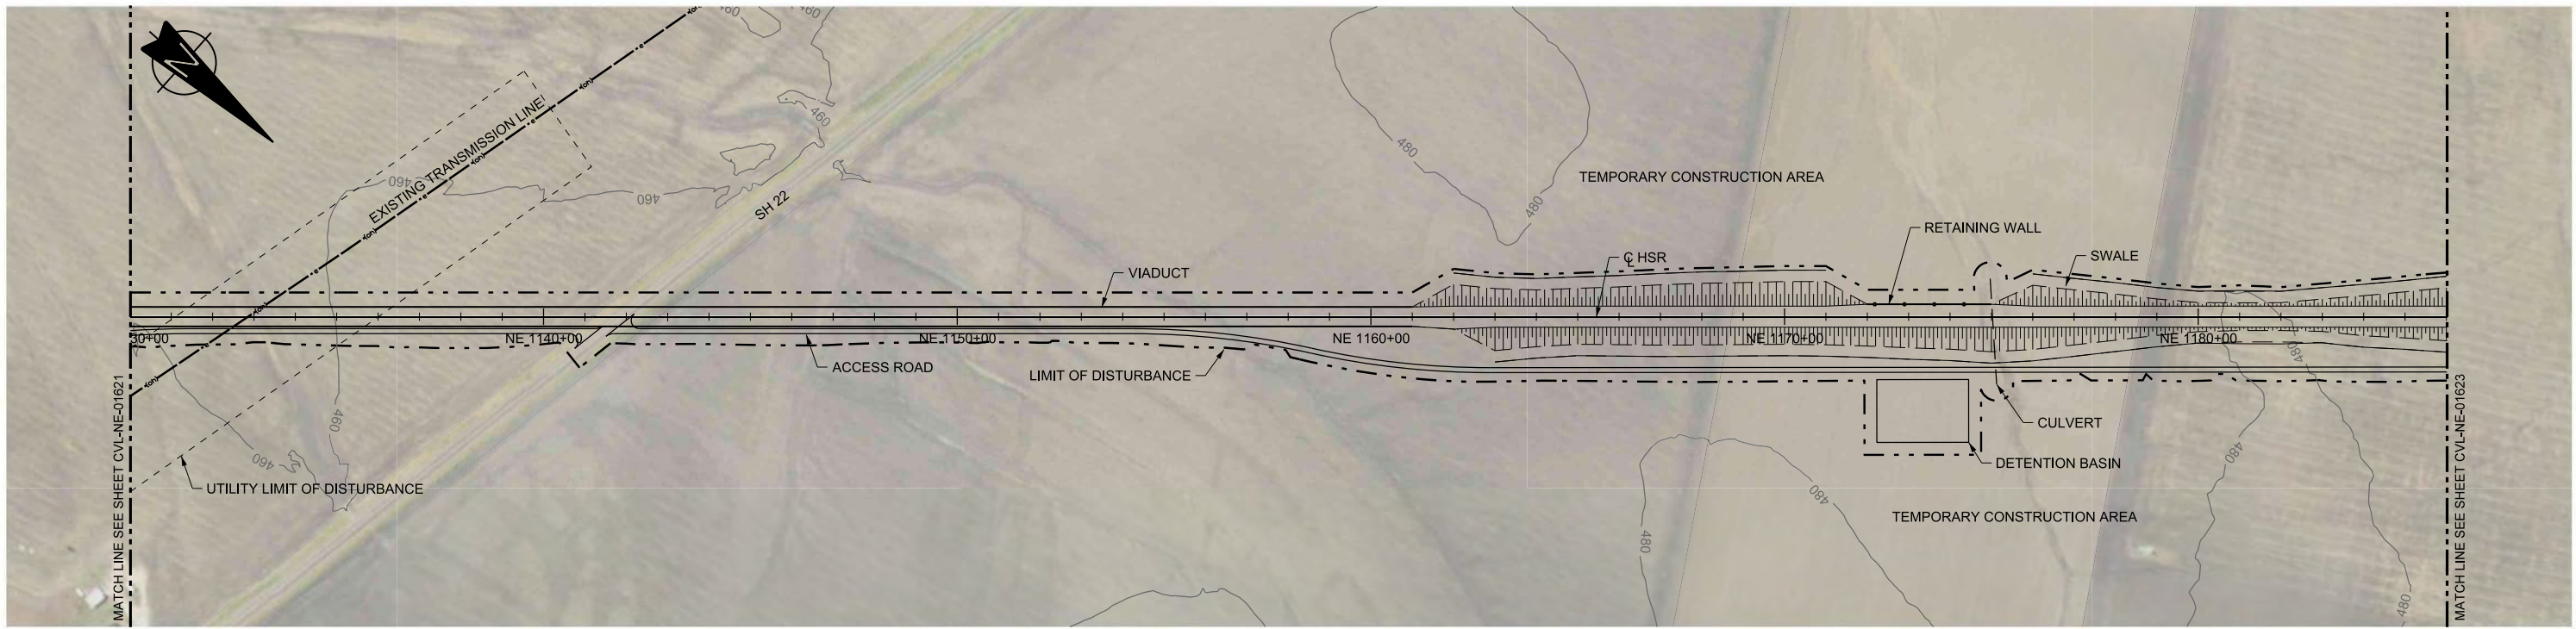 460
460
N
460
EXISTING TRANSMISSION LINE
460
460
SH 22
480
480
TEMPORARY CONSTRUCTION AREA
RETAINING WALL
SWALE
℄ HSR
VIADUCT
30+00
NE 1140+00
NE 1150+00
NE 1160+00
NE 1170+00
NE 1180+00
480
ACCESS ROAD
LIMIT OF DISTURBANCE
460
460
CULVERT
480
DETENTION BASIN
UTILITY LIMIT OF DISTURBANCE
480
480
TEMPORARY CONSTRUCTION AREA
480
MATCH LINE SEE SHEET CVL-NE-01621
MATCH LINE SEE SHEET CVL-NE-01623